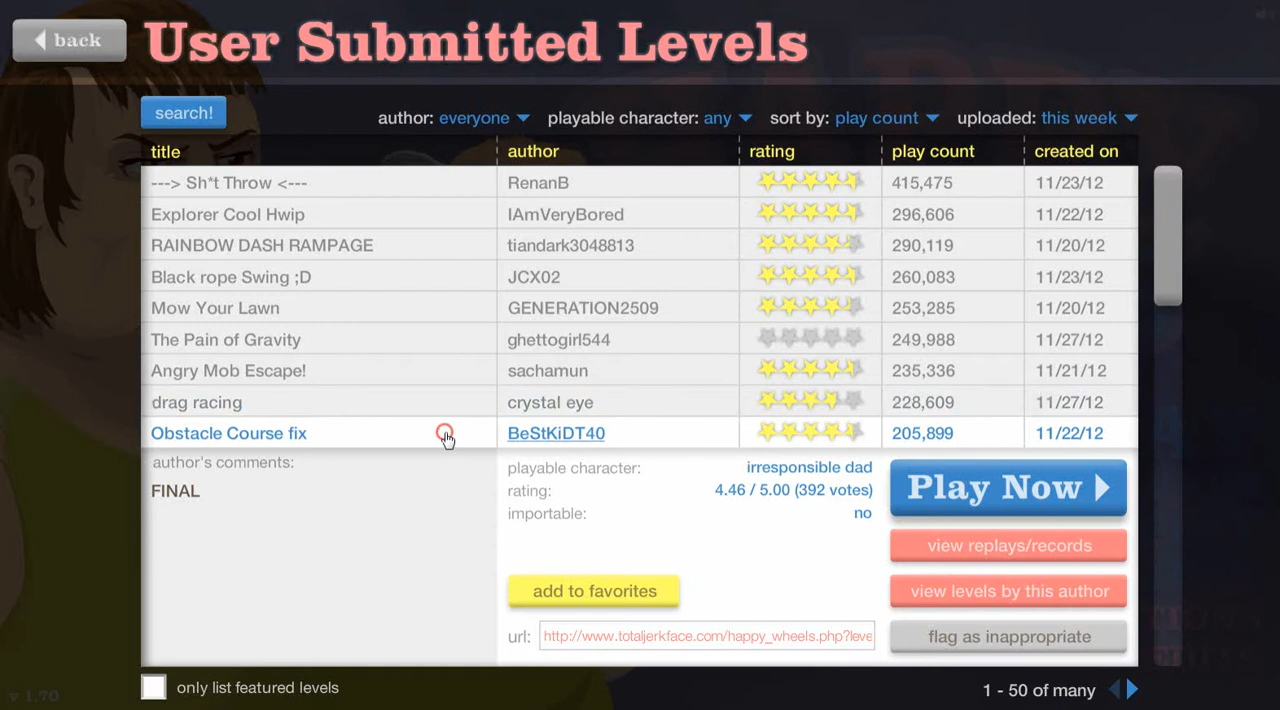 back
User Submitted Levels
search!
author: everyone playable character: any sort by: play count uploaded: this week
title author rating play count created on
---> Sh*t Throw <--- RenanB 415,475 11/23/12
Explorer Cool Hwip IAmVeryBored 296,606 11/22/12
RAINBOW DASH RAMPAGE tiandark3048813 290,119 11/20/12
Black rope Swing ;D JCX02 260,083 11/23/12
Mow Your Lawn GENERATION2509 253,285 11/20/12
The Pain of Gravity ghettogirl544 249,988 11/27/12
Angry Mob Escape! sachamun 235,336 11/21/12
drag racing crystal eye 228,609 11/27/12
Obstacle Course fix BeStKiDT40 205,899 11/22/12
author's comments:
FINAL
playable character: irresponsible dad
rating: 4.46 / 5.00 (392 votes)
importable: no
add to favorites
url: http://www.totaljerkface.com/happy_wheels.php?leve
Play Now
view replays/records
view levels by this author
flag as inappropriate
v 1.70
only list featured levels
1 - 50 of many